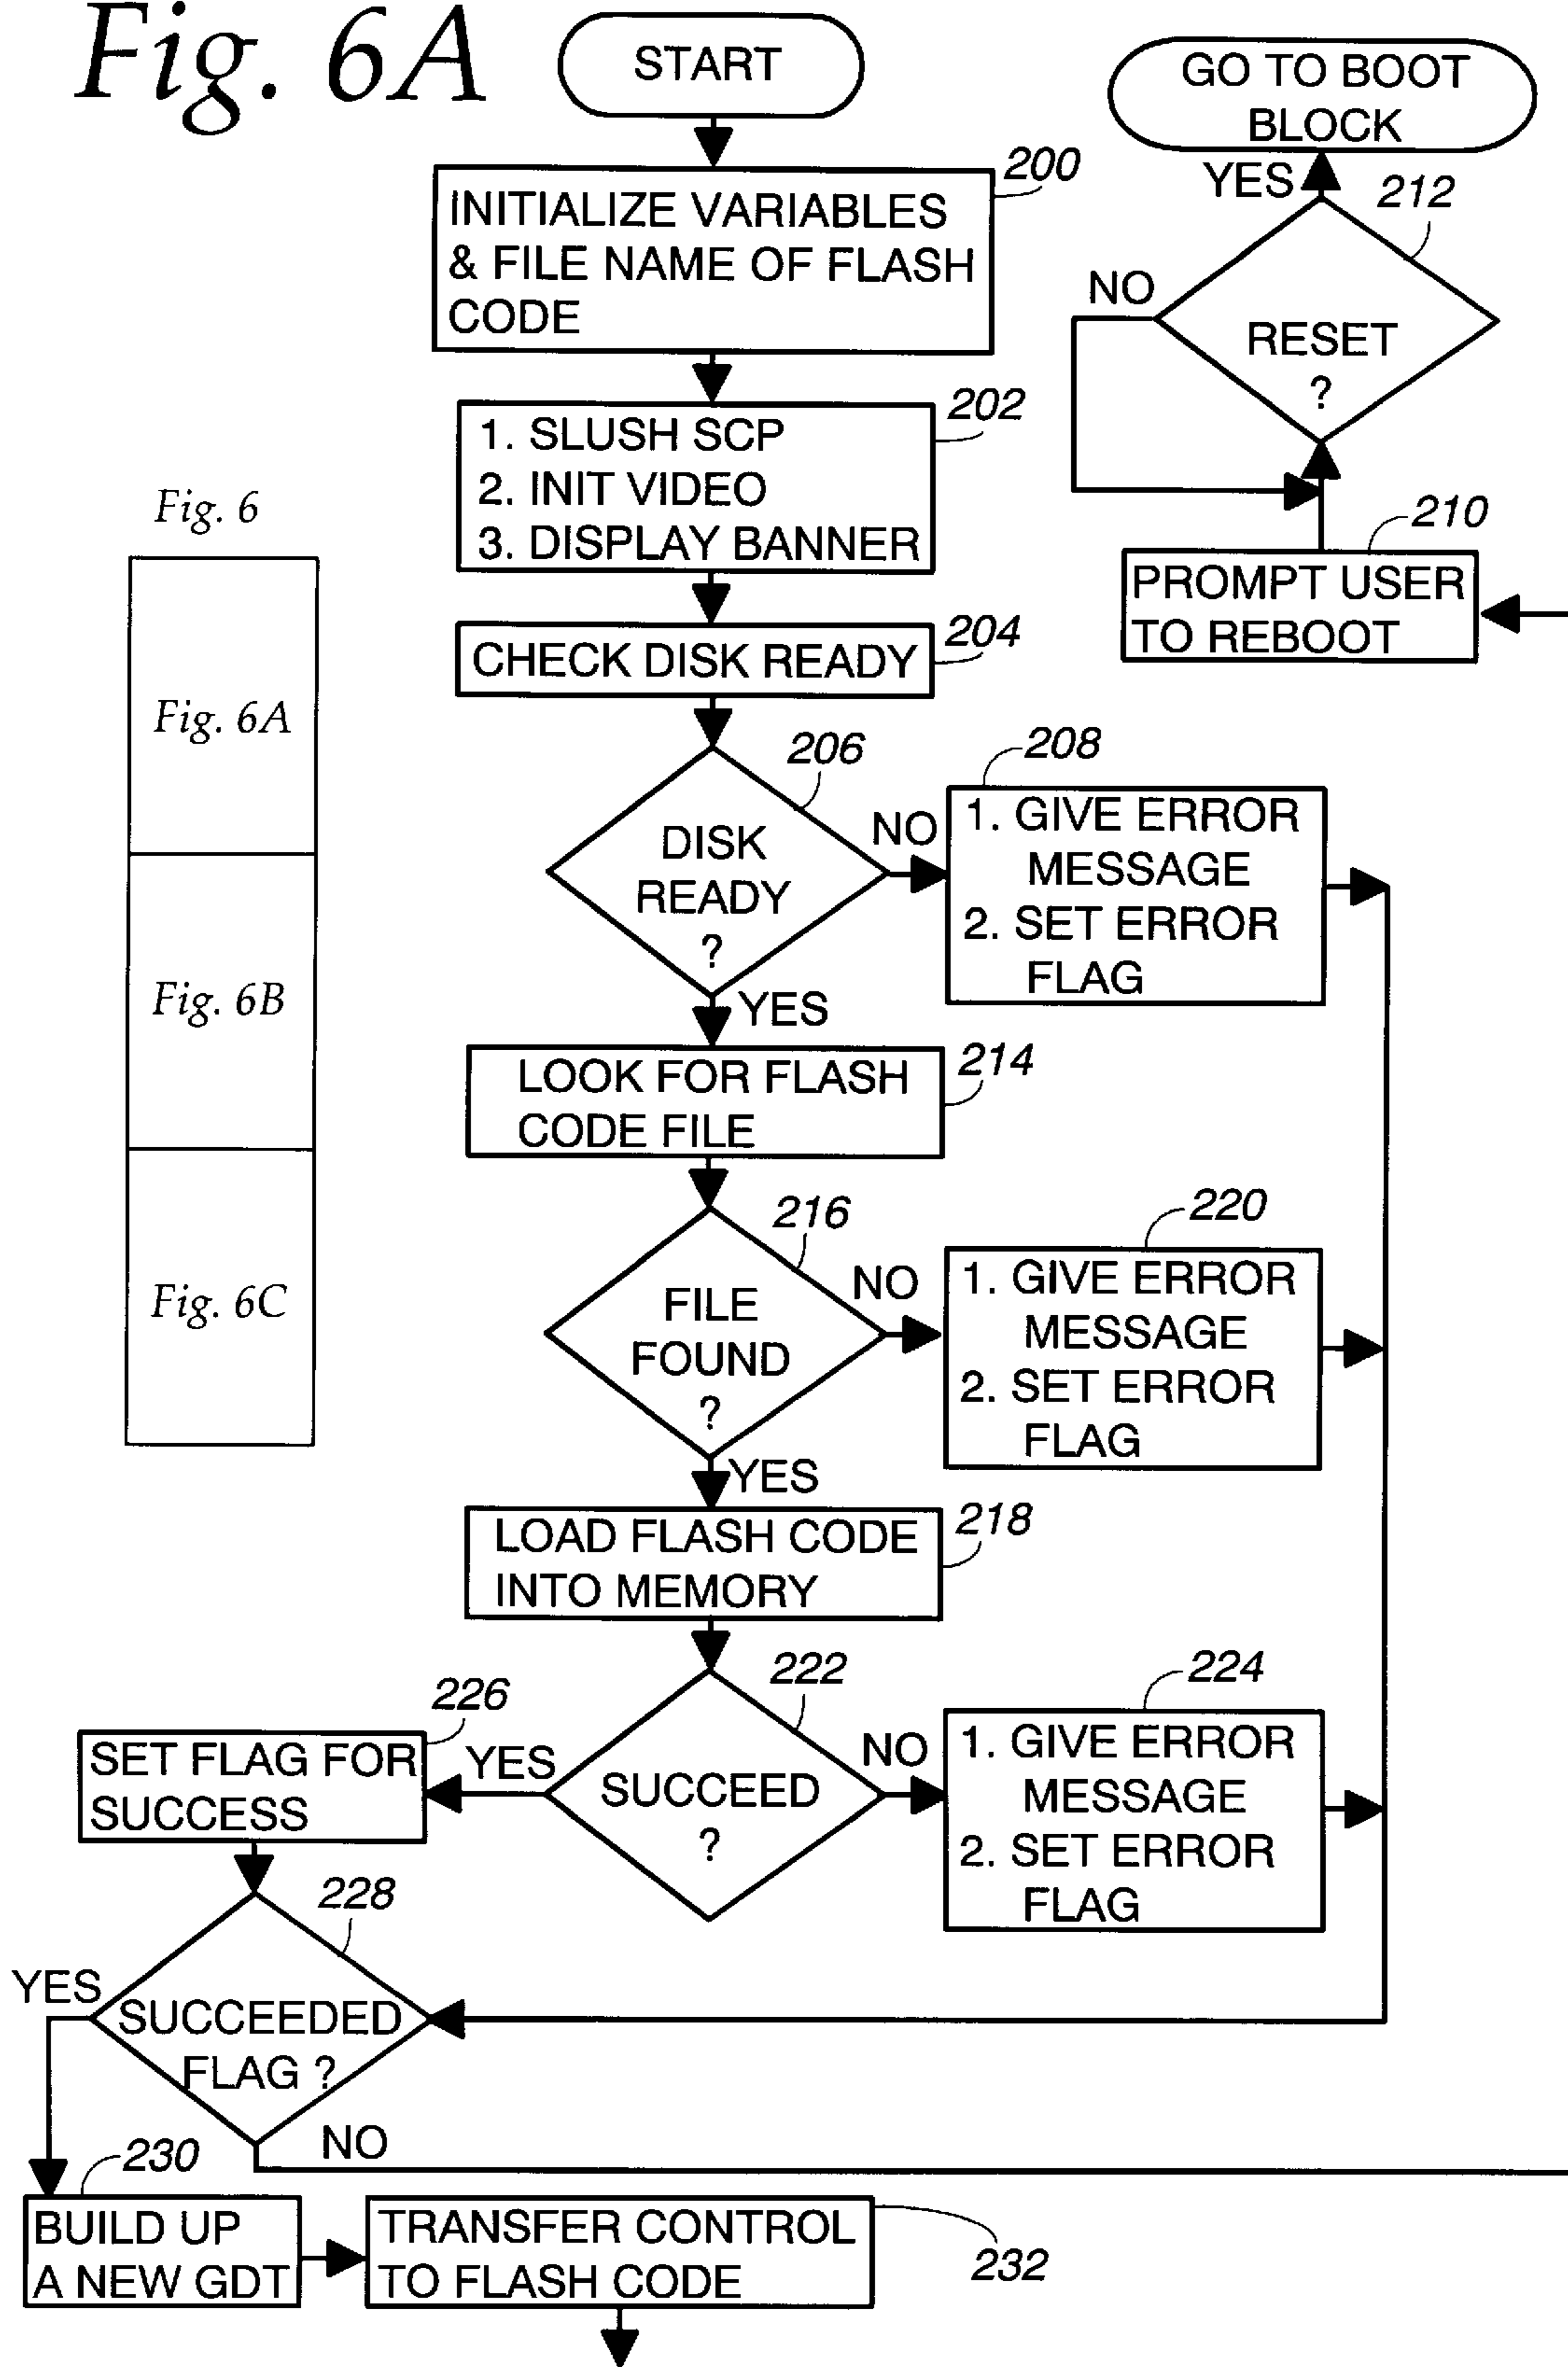 Fig. 6A
START
200
INITIALIZE VARIABLES
& FILE NAME OF FLASH
CODE
202
1. SLUSH SCP
2. INIT VIDEO
3. DISPLAY BANNER
204
CHECK DISK READY
206
DISK
READY
?
NO
208
1. GIVE ERROR
MESSAGE
2. SET ERROR
FLAG
YES
214
LOOK FOR FLASH
CODE FILE
216
FILE
FOUND
?
NO
220
1. GIVE ERROR
MESSAGE
2. SET ERROR
FLAG
YES
218
LOAD FLASH CODE
INTO MEMORY
222
SUCCEED
?
NO
224
1. GIVE ERROR
MESSAGE
2. SET ERROR
FLAG
YES
226
SET FLAG FOR
SUCCESS
228
SUCCEEDED
FLAG ?
YES
NO
230
BUILD UP
A NEW GDT
TRANSFER CONTROL
TO FLASH CODE
232
GO TO BOOT
BLOCK
YES
212
NO
RESET
?
210
PROMPT USER
TO REBOOT
Fig. 6
Fig. 6A
Fig. 6B
Fig. 6C